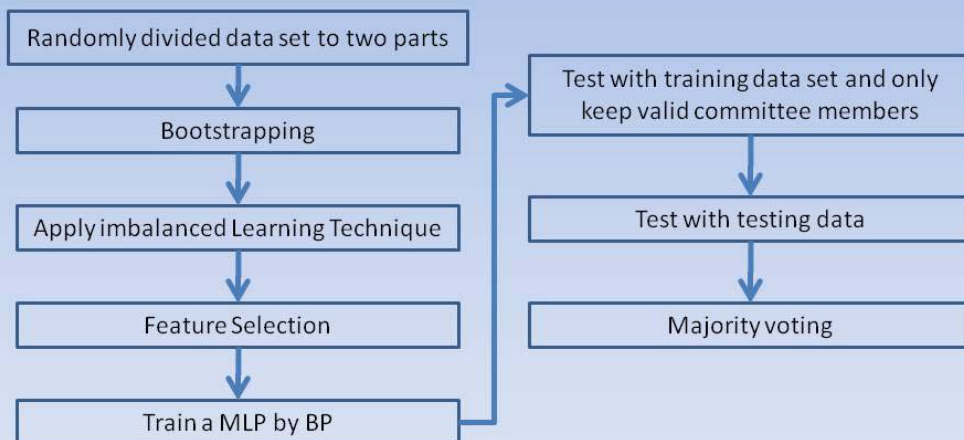 Randomly divided data set to two parts
Bootstrapping
Apply imbalanced Learning Technique
Feature Selection
Train a MLP by BP
Test with training data set and only
keep valid committee members
Test with testing data
Majority voting